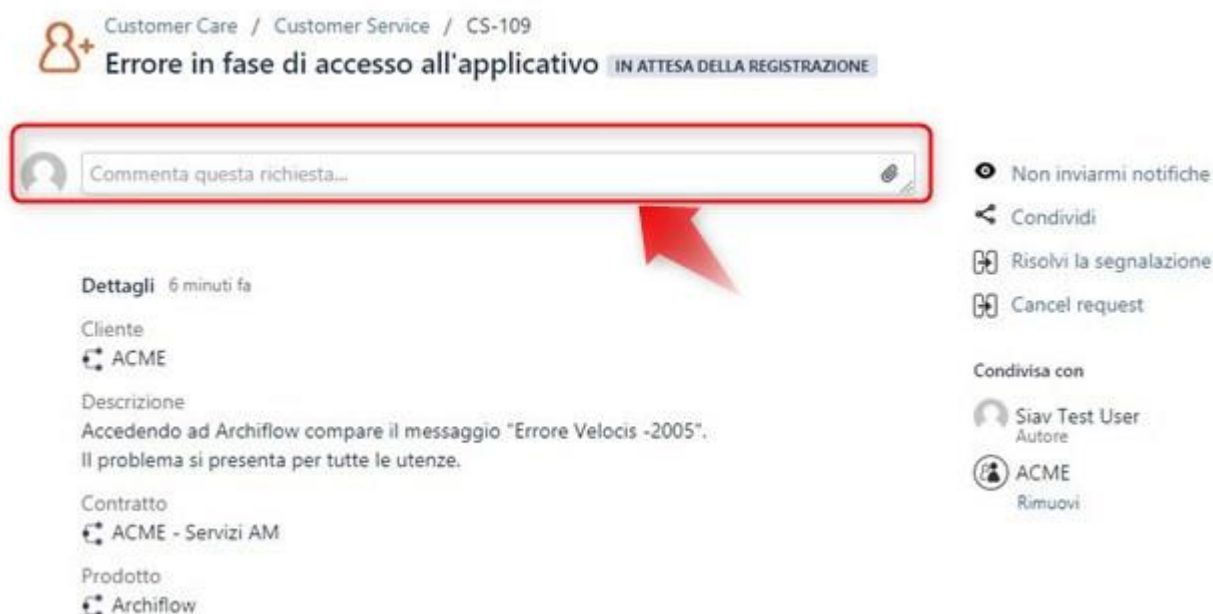 Customer Care / Customer Service / CS-109
Errore in fase di accesso all'applicativo IN ATTESA DELLA REGISTRAZIONE
Commenta questa richiesta...
Dettagli 6 minuti fa
Cliente
ACME
Descrizione
Accedendo ad Archiflow compare il messaggio "Errore Velocis -2005".
Il problema si presenta per tutte le utenze.
Contratto
ACME - Servizi AM
Prodotto
Archiflow
Non inviarmi notifiche
Condividi
Risolvi la segnalazione
Cancel request
Condivisa con
Siav Test User
Autore
ACME
Rimuovi